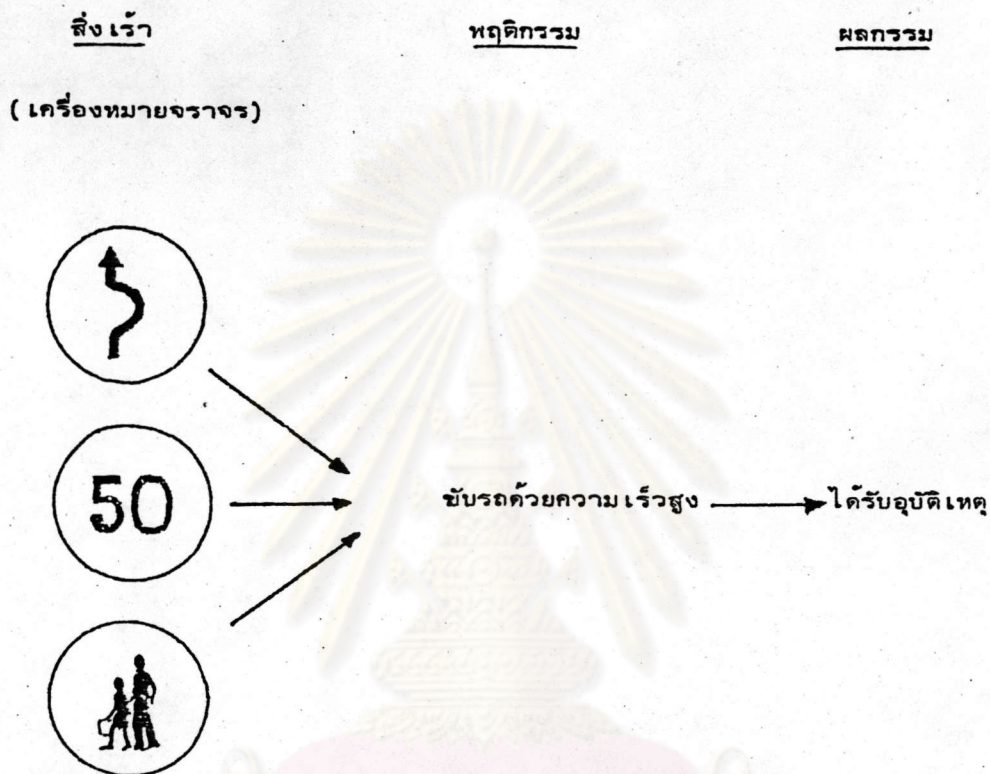 สิ่งเร้า พฤติกรรม ผลกรรม
(เครื่องหมายจราจร)
50
ขับรถด้วยความเร็วสูง ได้รับอุบัติเหตุ